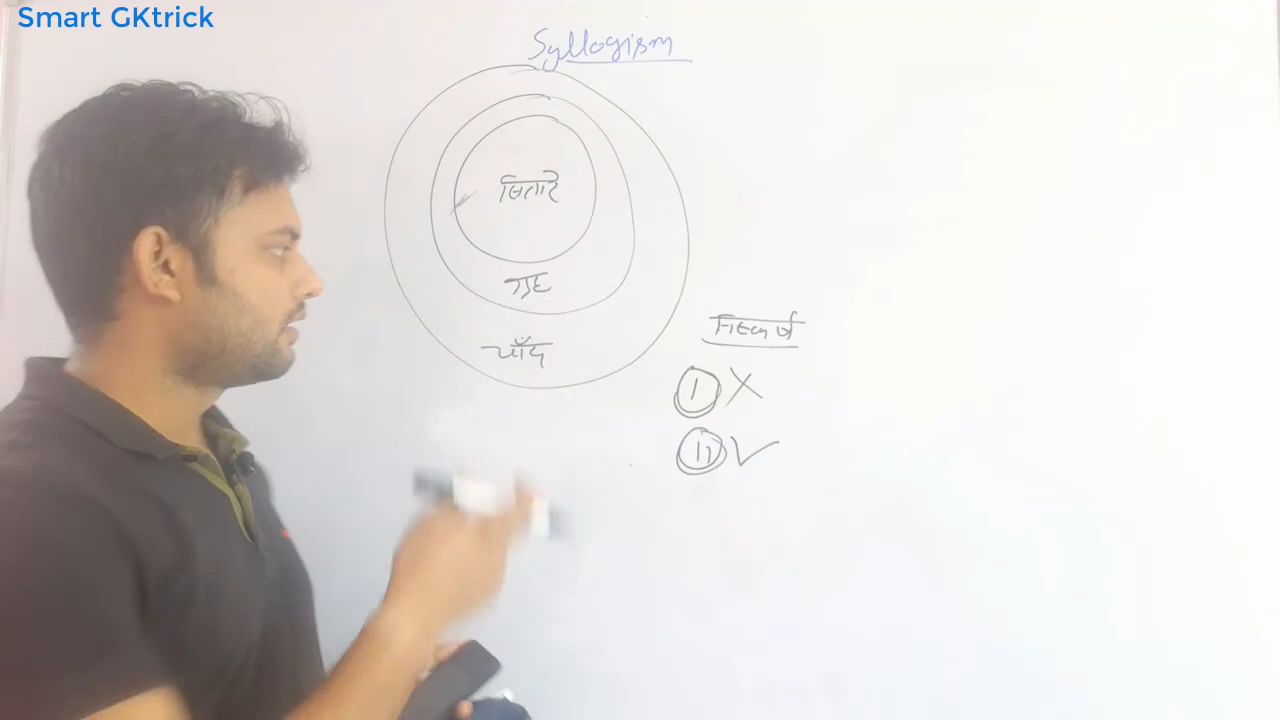 Smart GKtrick
Syllogism
सितारे
ग्रह
चाँद
निष्कर्ष
I X
II ✓